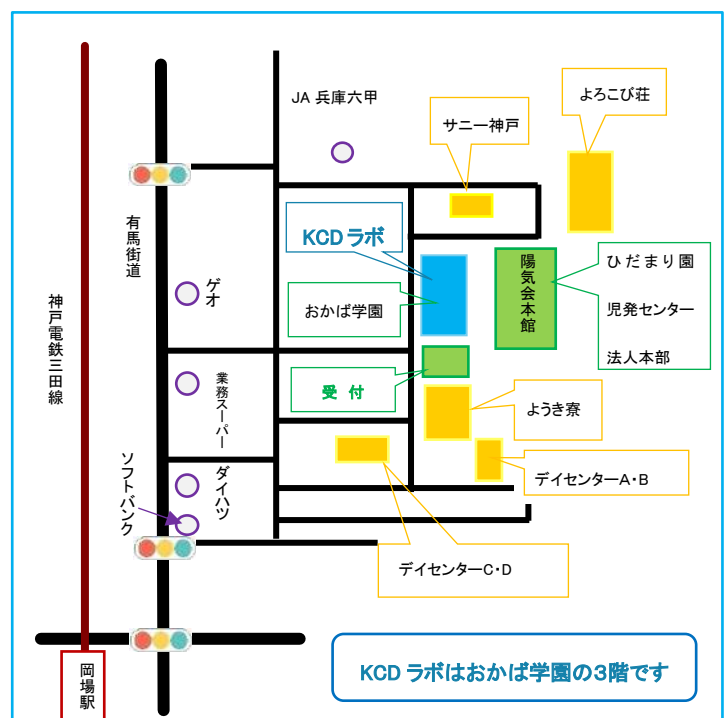 JA 兵庫六甲
よろこび荘
サニー神戸
有馬街道
KCD ラボ
陽気会本館
ひだまり園
児発センター
法人本部
ゲオ
おかば学園
神戸電鉄三田線
業務スーパー
受 付
ようき寮
ソフトバンク
ダイハツ
デイセンターA・B
デイセンターC・D
岡場駅
KCD ラボはおかば学園の3階です